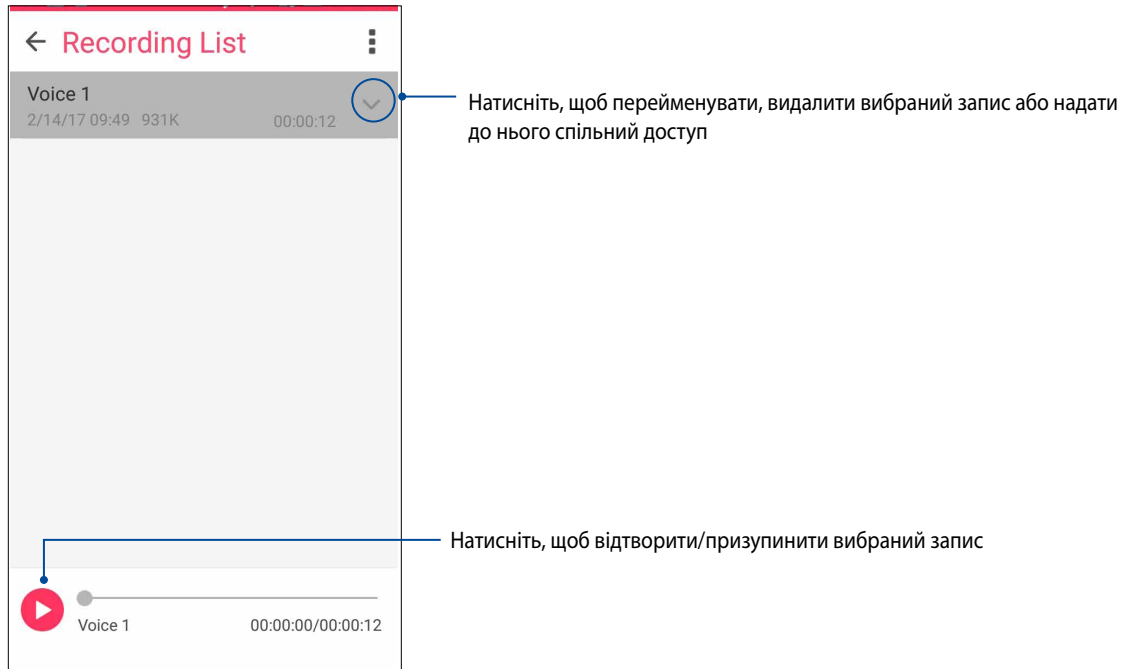 Recording List
Voice 1
2/14/17 09:49 931K 00:00:12
Натисніть, щоб перейменувати, видалити вибраний запис або надати
до нього спільний доступ
Натисніть, щоб відтворити/призупинити вибраний запис
Voice 1 00:00:00/00:00:12